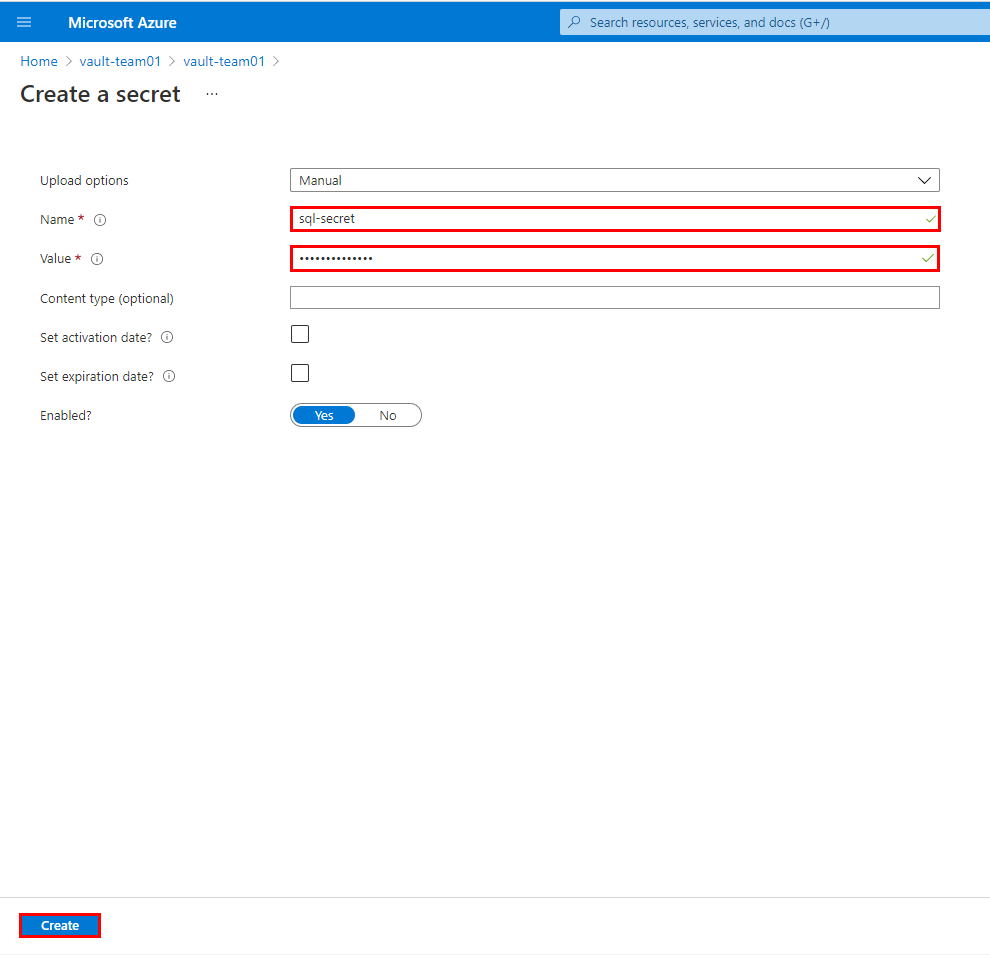 Microsoft Azure
Search resources, services, and docs (G+/)
Home > vault-team01 > vault-team01 >
Create a secret ...
Upload options Manual
Name * sql-secret
Value * ••••••••••••••
Content type (optional)
Set activation date?
Set expiration date?
Enabled? Yes No
Create